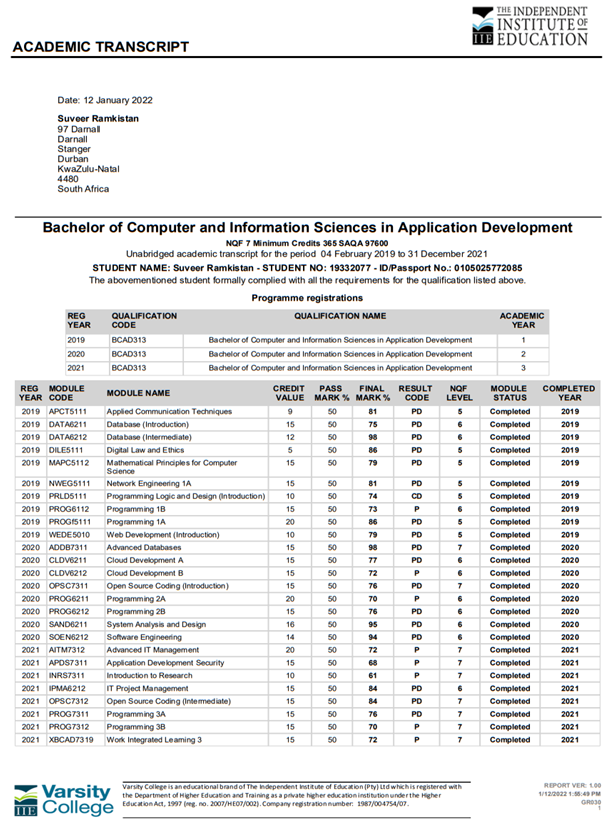 THE INDEPENDENT
INSTITUTE OF
IIE EDUCATION
ACADEMIC TRANSCRIPT
Date: 12 January 2022
Suveer Ramkistan
97 Darnall
Darnall
Stanger
Durban
KwaZulu-Natal
4480
South Africa
Bachelor of Computer and Information Sciences in Application Development
NQF 7 Minimum Credits 365 SAQA 97600
Unabridged academic transcript for the period 04 February 2019 to 31 December 2021
STUDENT NAME: Suveer Ramkistan - STUDENT NO: 19332077 - ID/Passport No.: 0105025772085
The abovementioned student formally complied with all the requirements for the qualification listed above.
Programme registrations
REG YEAR QUALIFICATION CODE QUALIFICATION NAME ACADEMIC YEAR
2019 BCAD313 Bachelor of Computer and Information Sciences in Application Development 1
2020 BCAD313 Bachelor of Computer and Information Sciences in Application Development 2
2021 BCAD313 Bachelor of Computer and Information Sciences in Application Development 3
REG YEAR MODULE CODE MODULE NAME CREDIT VALUE PASS MARK % FINAL MARK % RESULT CODE NQF LEVEL MODULE STATUS COMPLETED YEAR
2019 APCT5111 Applied Communication Techniques 9 50 81 PD 5 Completed 2019
2019 DATA6211 Database (Introduction) 15 50 75 PD 6 Completed 2019
2019 DATA6212 Database (Intermediate) 12 50 98 PD 6 Completed 2019
2019 DILE5111 Digital Law and Ethics 5 50 86 PD 5 Completed 2019
2019 MAPC5112 Mathematical Principles for Computer Science 15 50 79 PD 5 Completed 2019
2019 NWEG5111 Network Engineering 1A 15 50 81 PD 5 Completed 2019
2019 PRLD5111 Programming Logic and Design (Introduction) 10 50 74 CD 5 Completed 2019
2019 PROG6112 Programming 1B 15 50 73 P 6 Completed 2019
2019 PROGf5111 Programming 1A 20 50 86 PD 5 Completed 2019
2019 WEDE5010 Web Development (Introduction) 10 50 79 PD 5 Completed 2019
2020 ADDB7311 Advanced Databases 15 50 98 PD 7 Completed 2020
2020 CLDV6211 Cloud Development A 15 50 77 PD 6 Completed 2020
2020 CLDV6212 Cloud Development B 15 50 72 P 6 Completed 2020
2020 OPSC7311 Open Source Coding (Introduction) 15 50 76 PD 7 Completed 2020
2020 PROG6211 Programming 2A 20 50 70 P 6 Completed 2020
2020 PROG6212 Programming 2B 15 50 76 PD 6 Completed 2020
2020 SAND6211 System Analysis and Design 16 50 95 PD 6 Completed 2020
2020 SOEN6212 Software Engineering 14 50 94 PD 6 Completed 2020
2021 AITM7312 Advanced IT Management 20 50 72 P 7 Completed 2021
2021 APDS7311 Application Development Security 15 50 68 P 7 Completed 2021
2021 INRS7311 Introduction to Research 10 50 61 P 7 Completed 2021
2021 IPMA6212 IT Project Management 15 50 84 PD 6 Completed 2021
2021 OPSC7312 Open Source Coding (Intermediate) 15 50 84 PD 7 Completed 2021
2021 PROG7311 Programming 3A 15 50 76 PD 7 Completed 2021
2021 PROG7312 Programming 3B 15 50 70 P 7 Completed 2021
2021 XBCAD7319 Work Integrated Learning 3 15 50 72 P 7 Completed 2021
IIE Varsity College
Varsity College is an educational brand of The Independent Institute of Education (Pty) Ltd which is registered with
the Department of Higher Education and Training as a private higher education institution under the Higher
Education Act, 1997 (reg. no. 2007/HE07/002). Company registration number: 1987/004754/07.
REPORT VER: 1.00
1/12/2022 1:55:49 PM
GR030
1